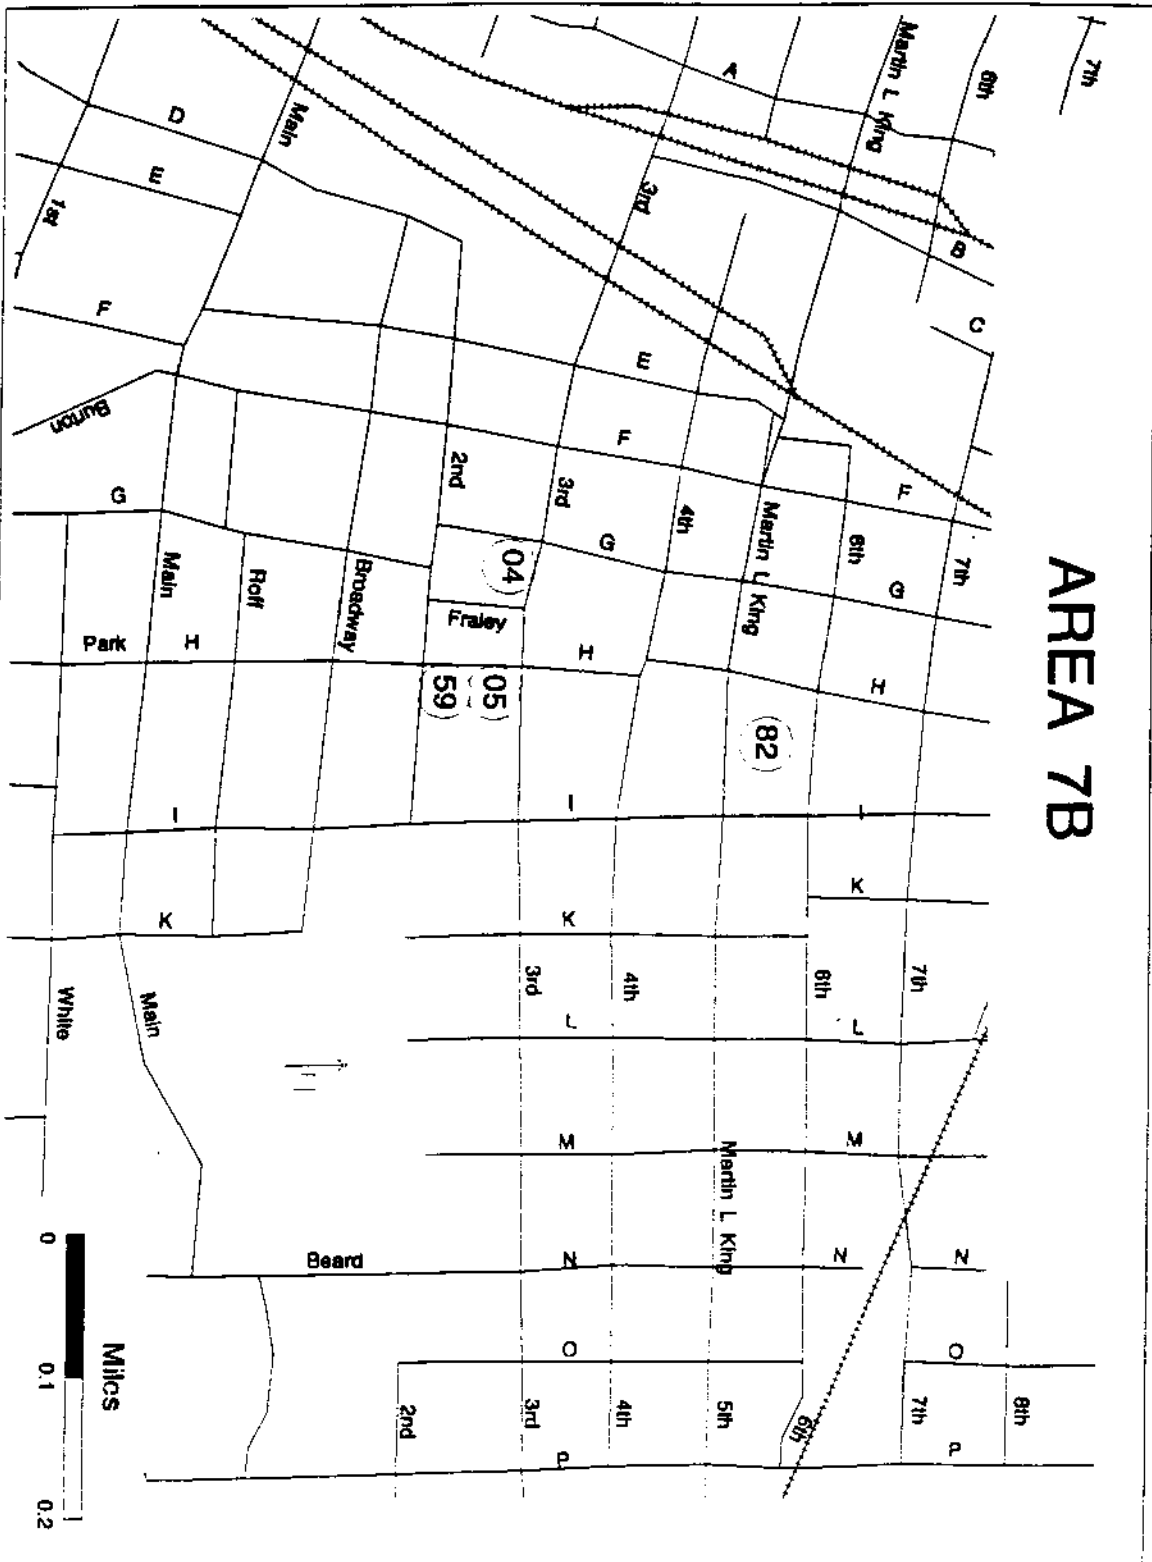 AREA 7B
7th
6th
Martin L King
A
B
C
3rd
Main
D
E
1st
F
Burton
G
E
F
F
2nd
3rd
4th
Martin L King
6th
7th
G
G
Main
Roff
Broadway
Fraley
04
Park
H
H
H
05
59
82
I
I
I
K
K
K
White
Main
3rd
4th
6th
7th
L
L
M
M
Martin L King
Beard
N
N
N
O
O
2nd
3rd
4th
5th
6th
7th
8th
P
P
Miles
0
0.1
0.2